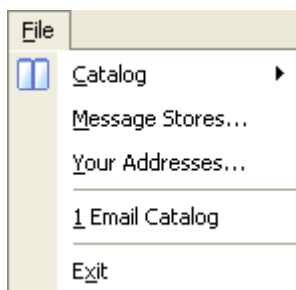 File
Catalog
Message Stores...
Your Addresses...
1 Email Catalog
Exit